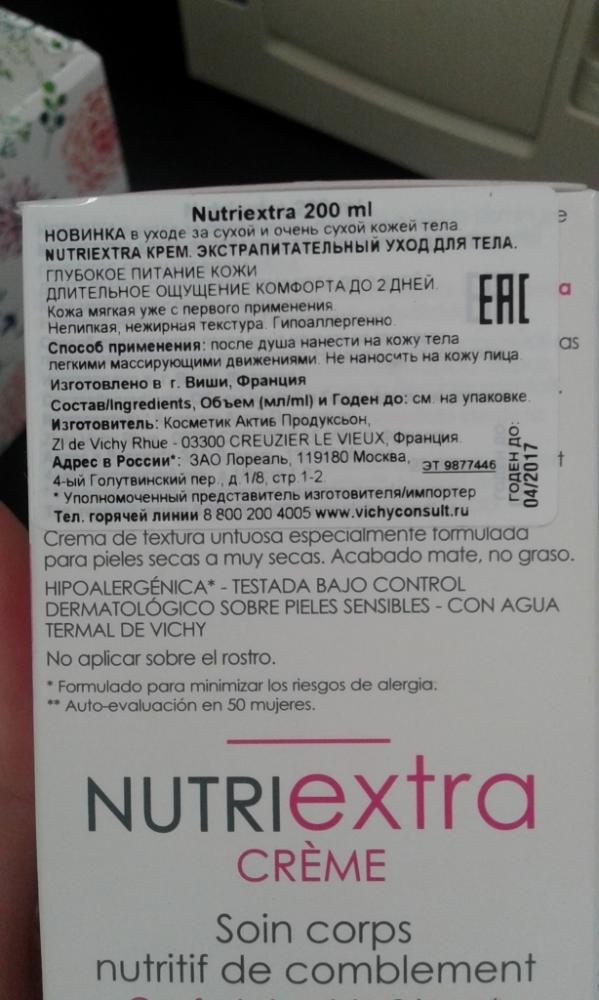 Nutriextra 200 ml
НОВИНКА в уходе за сухой и очень сухой кожей тела
NUTRIEXTRA КРЕМ. ЭКСТРАПИТАТЕЛЬНЫЙ УХОД ДЛЯ ТЕЛА.
ГЛУБОКОЕ ПИТАНИЕ КОЖИ
ДЛИТЕЛЬНОЕ ОЩУЩЕНИЕ КОМФОРТА ДО 2 ДНЕЙ.
Кожа мягкая уже с первого применения.
Нелипкая, нежирная текстура. Гипоаллергенно.
EAC
Способ применения: после душа нанести на кожу тела
легкими массирующими движениями. Не наносить на кожу лица.
Изготовлено в г. Виши, Франция
Состав/Ingredients, Объем (мл/ml) и Годен до: см. на упаковке.
Изготовитель: Косметик Актив Продуксьон,
ZI de Vichy Rhue - 03300 CREUZIER LE VIEUX, Франция.
Адрес в России*: ЗАО Лореаль, 119180 Москва,
4-ый Голутвинский пер., д.1/8, стр.1-2.
ЭТ 9877446
ГОДЕН ДО:
04/2017
* Уполномоченный представитель изготовителя/импортер
Тел. горячей линии 8 800 200 4005 www.vichyconsult.ru
e
a
as
t
Crema de textura untuosa especialmente formulada
para pieles secas a muy secas. Acabado mate, no graso.
HIPOALERGÉNICA* - TESTADA BAJO CONTROL
DERMATOLÓGICO SOBRE PIELES SENSIBLES - CON AGUA
TERMAL DE VICHY
No aplicar sobre el rostro.
* Formulado para minimizar los riesgos de alergia.
** Auto-evaluación en 50 mujeres.
NUTRIextra
CRÈME
Soin corps
nutritif de comblement